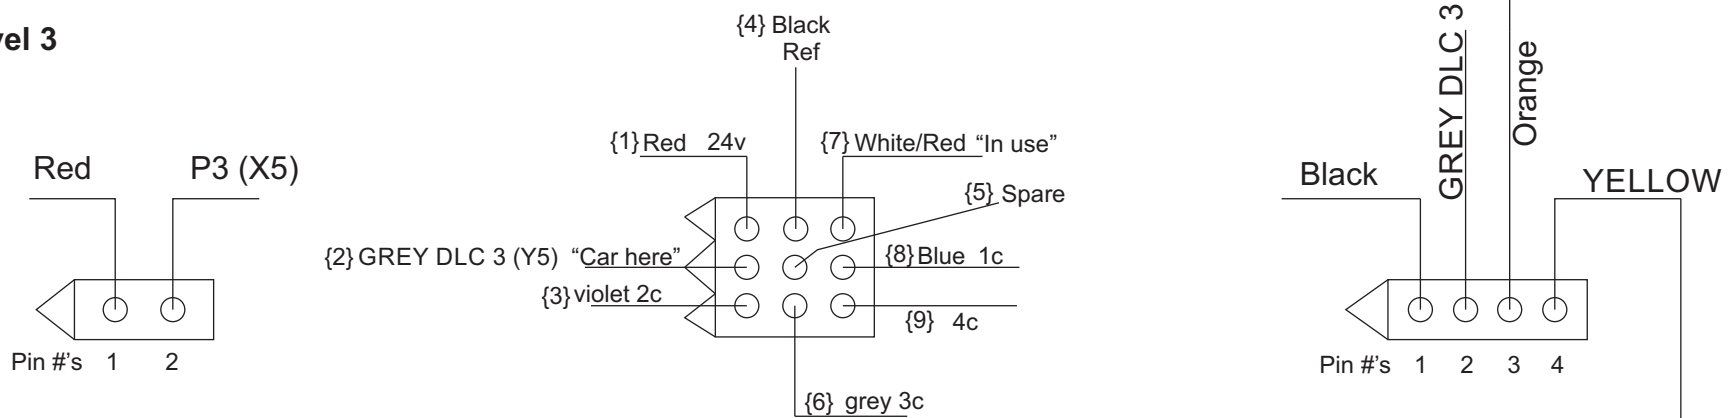 vel 3
{4} Black
Ref
{1} Red 24v
{7} White/Red “In use”
{5} Spare
{2} GREY DLC 3 (Y5) “Car here”
{8} Blue 1c
{3} violet 2c
{9} 4c
{6} grey 3c
Red
P3 (X5)
Pin #'s 1 2
GREY DLC 3
Orange
Black
YELLOW
Pin #'s 1 2 3 4